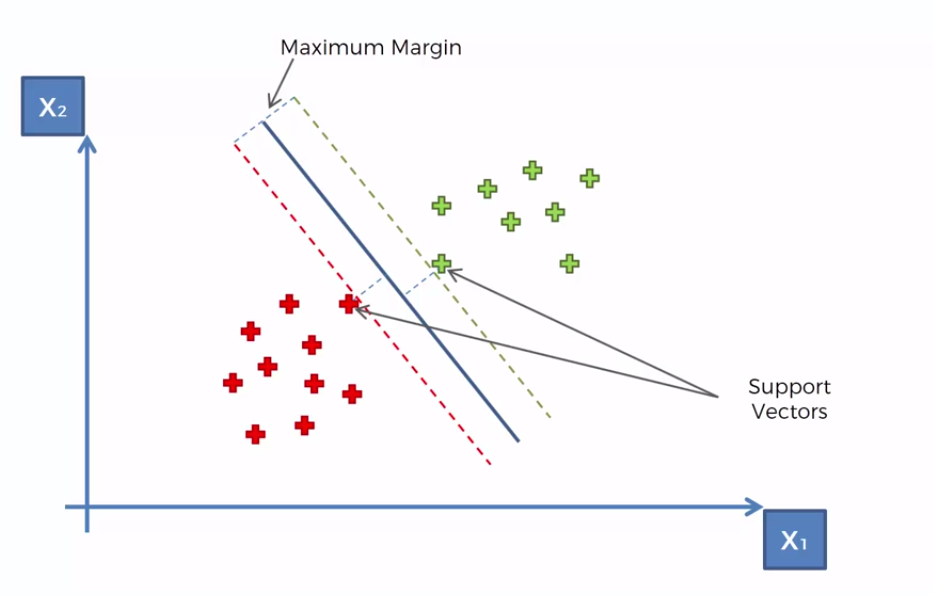 Maximum Margin
X₂
Support
Vectors
X₁